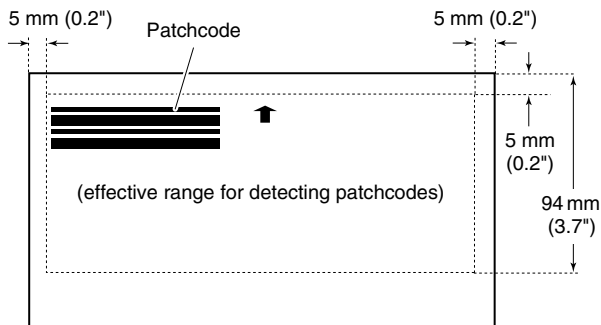 5 mm (0.2")
Patchcode
5 mm (0.2")
5 mm
(0.2")
(effective range for detecting patchcodes)
94 mm
(3.7")